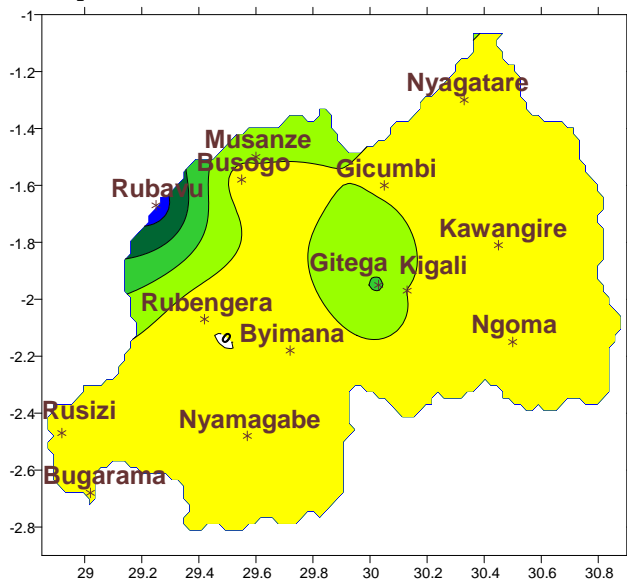 -1
-1.2
-1.4
-1.6
-1.8
-2
-2.2
-2.4
-2.6
-2.8
Nyagatare
Musanze
Busogo
Gicumbi
Rubavu
Kawangire
Gitega
Kigali
Rubengera
0
Byimana
Ngoma
Rusizi
Nyamagabe
Bugarama
29
29.2
29.4
29.6
29.8
30
30.2
30.4
30.6
30.8